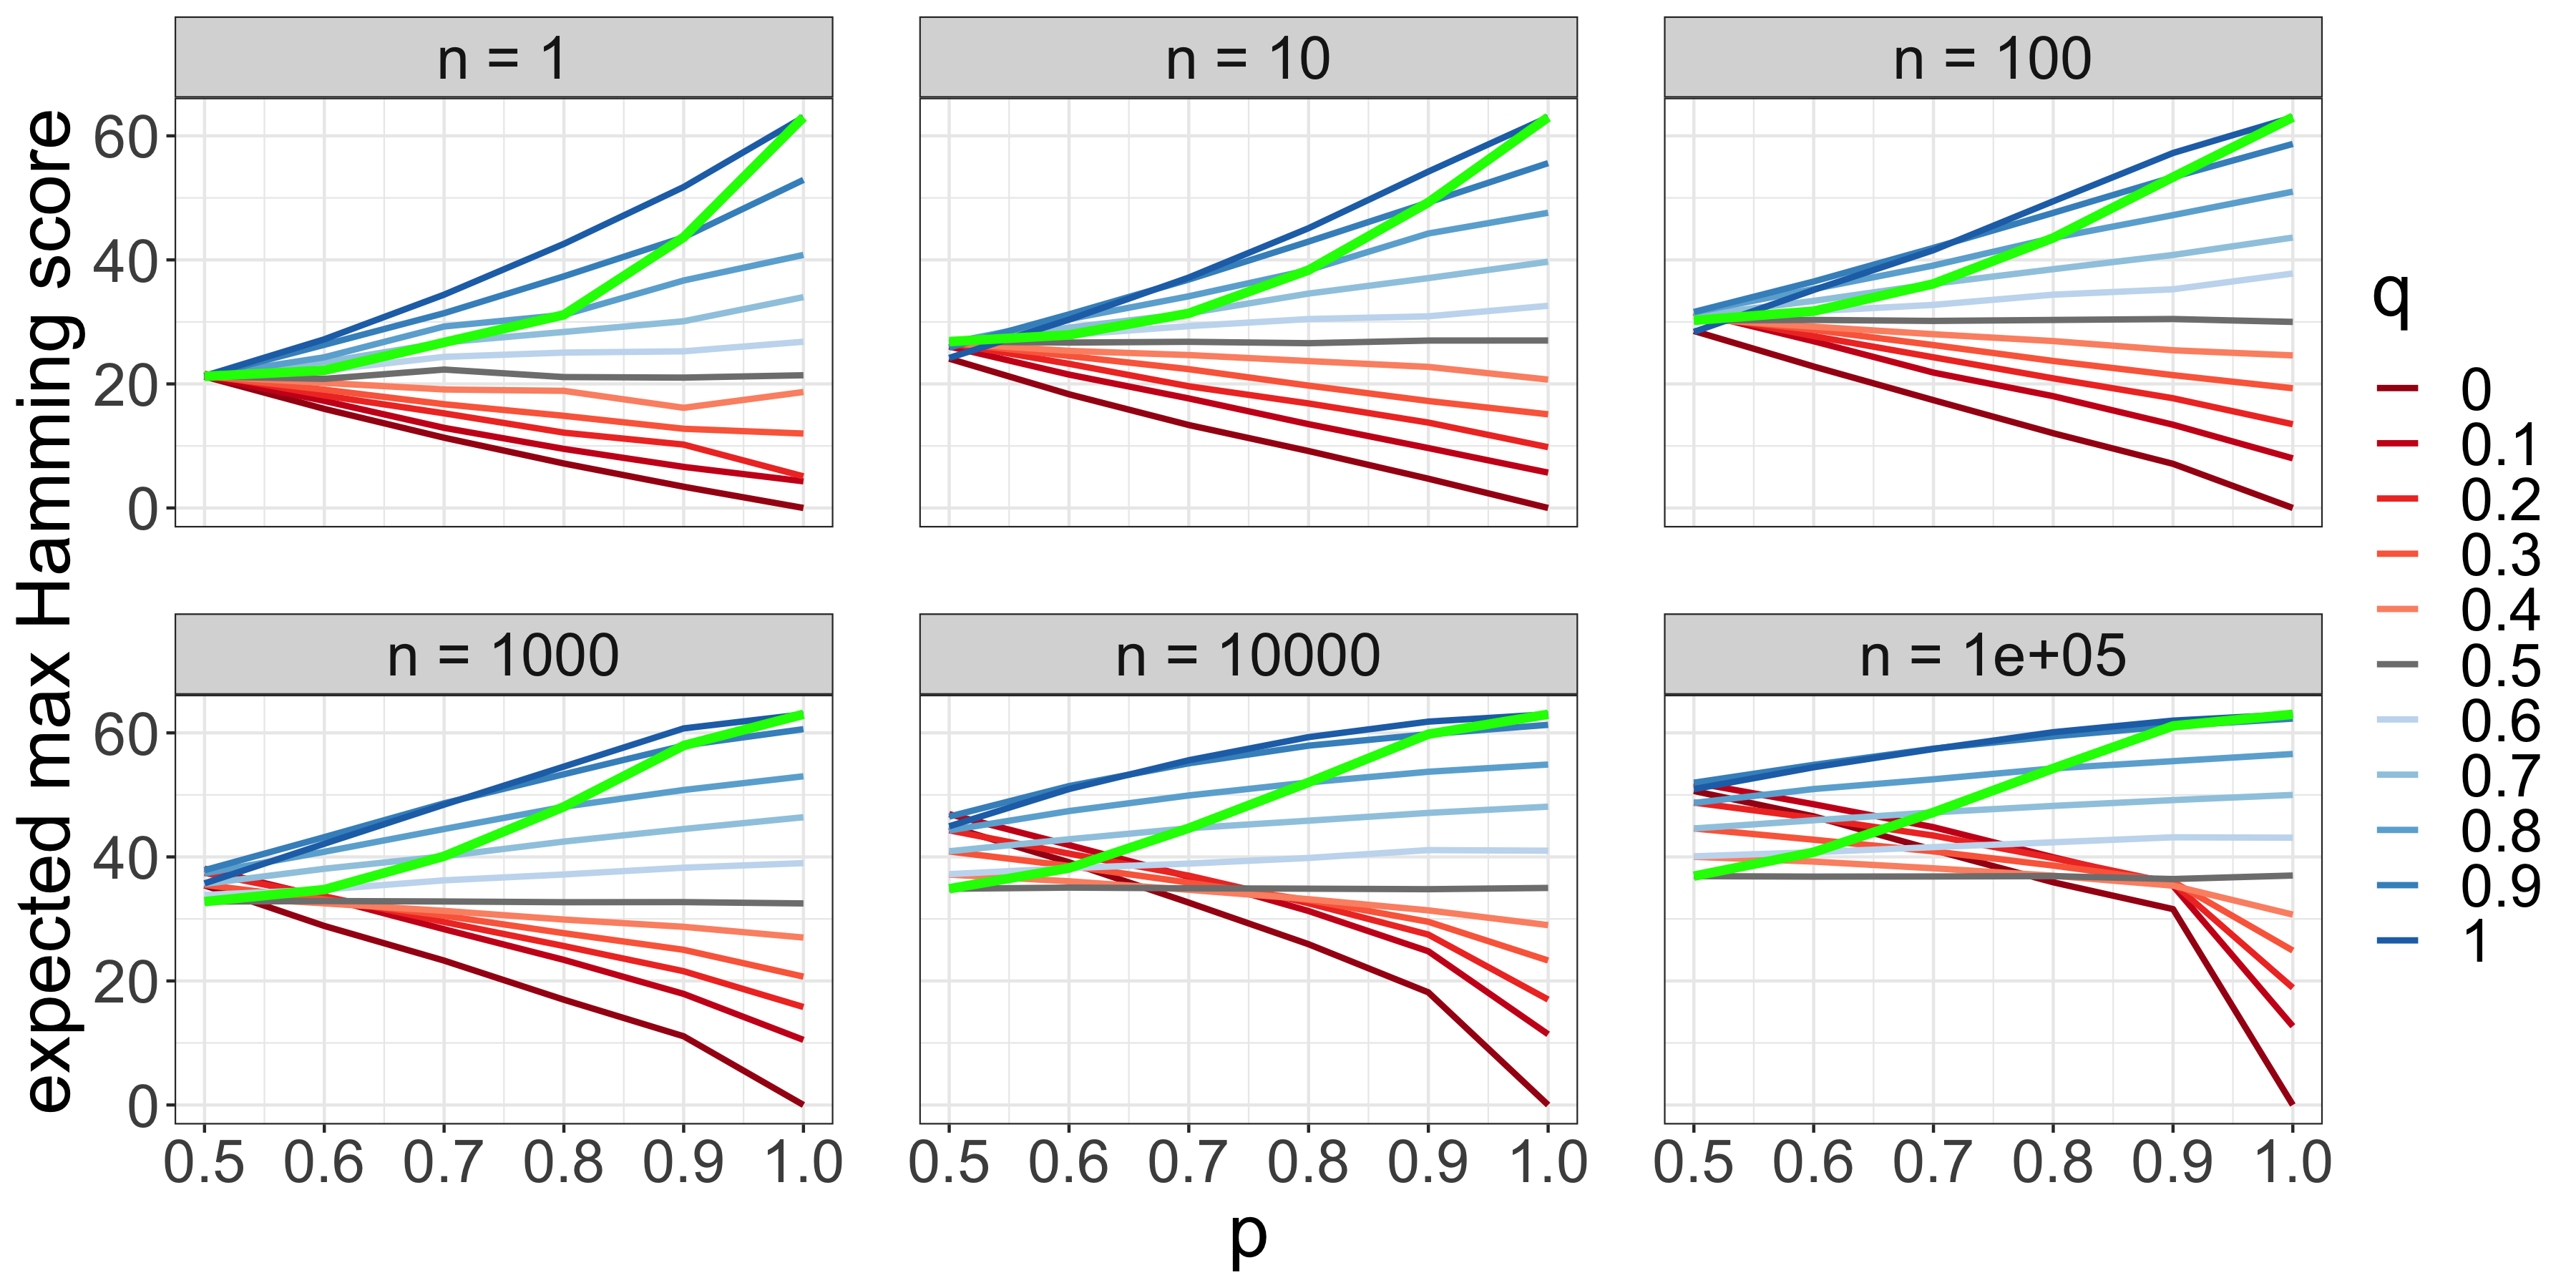 n = 1
n = 10
n = 100
60
40
20
0
n = 1000
n = 10000
n = 1e+05
60
40
20
0
0.5 0.6 0.7 0.8 0.9 1.0
0.5 0.6 0.7 0.8 0.9 1.0
0.5 0.6 0.7 0.8 0.9 1.0
p
expected max Hamming score
q
0
0.1
0.2
0.3
0.4
0.5
0.6
0.7
0.8
0.9
1